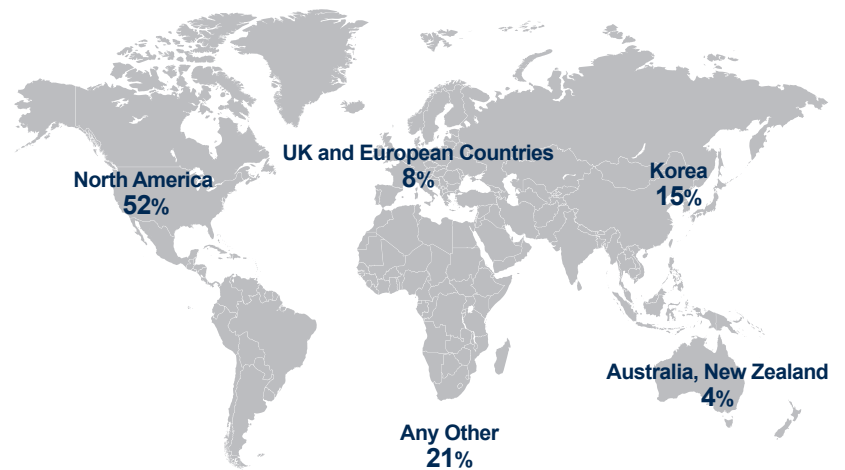 UK and European Countries
8%
North America
52%
Korea
15%
Australia, New Zealand
4%
Any Other
21%